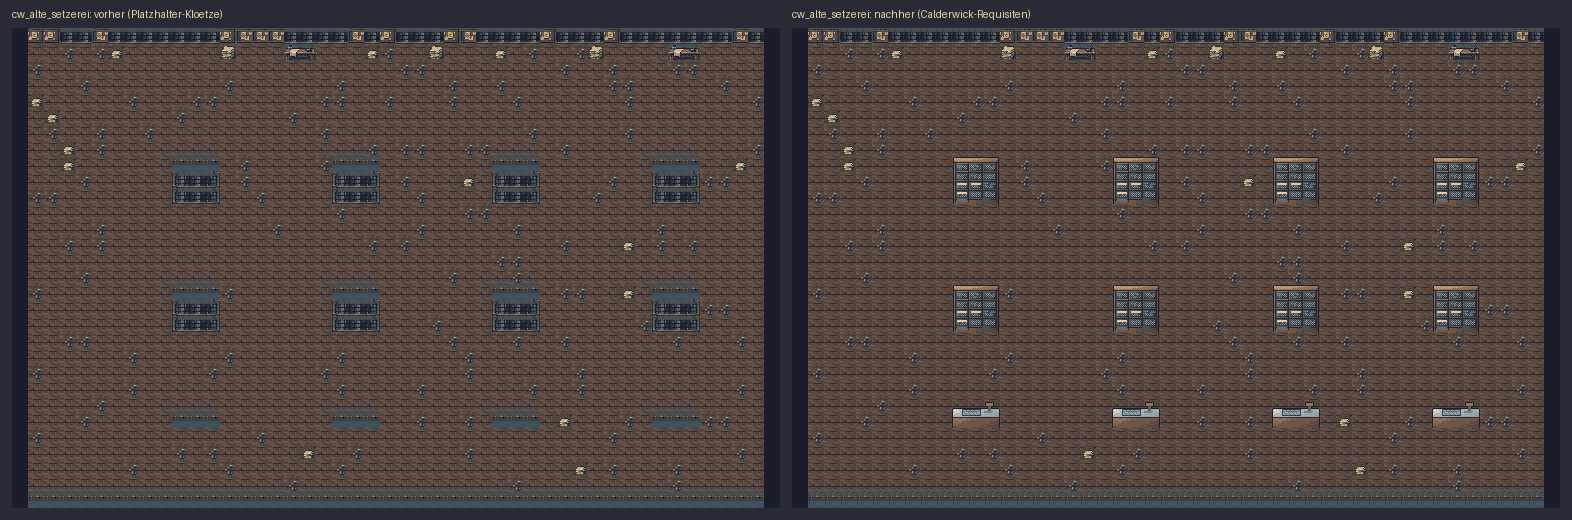 cw_alte_setzerei: vorher (Platzhalter-Kloetze)
cw_alte_setzerei: nachher (Calderwick-Requisiten)